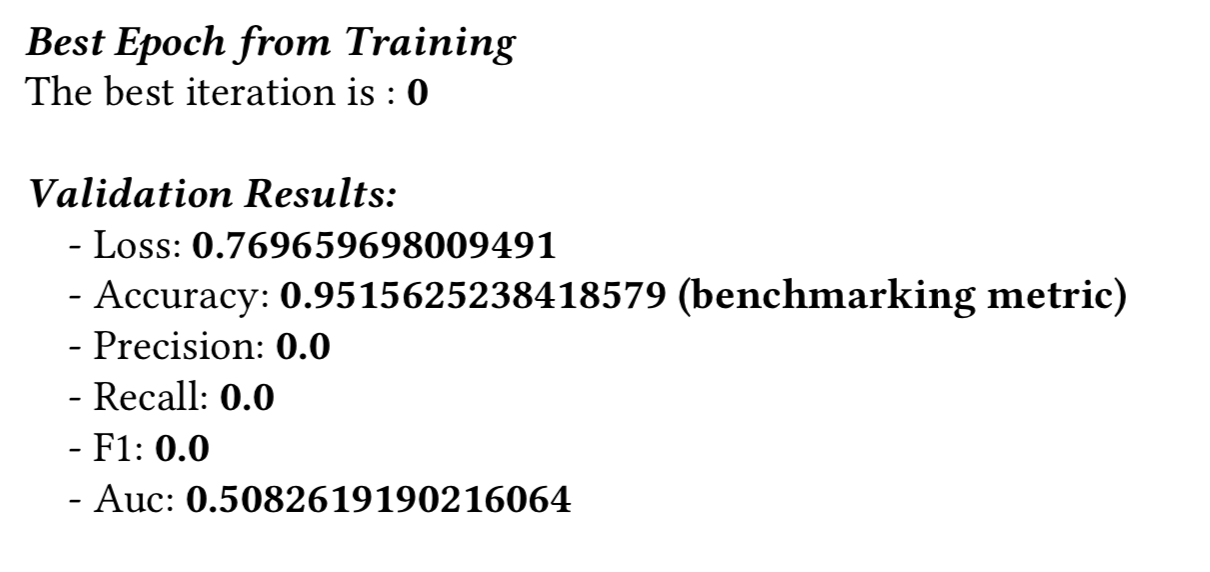 Best Epoch from Training
The best iteration is : 0
Validation Results:
- Loss: 0.769659698009491
- Accuracy: 0.9515625238418579 (benchmarking metric)
- Precision: 0.0
- Recall: 0.0
- F1: 0.0
- Auc: 0.5082619190216064